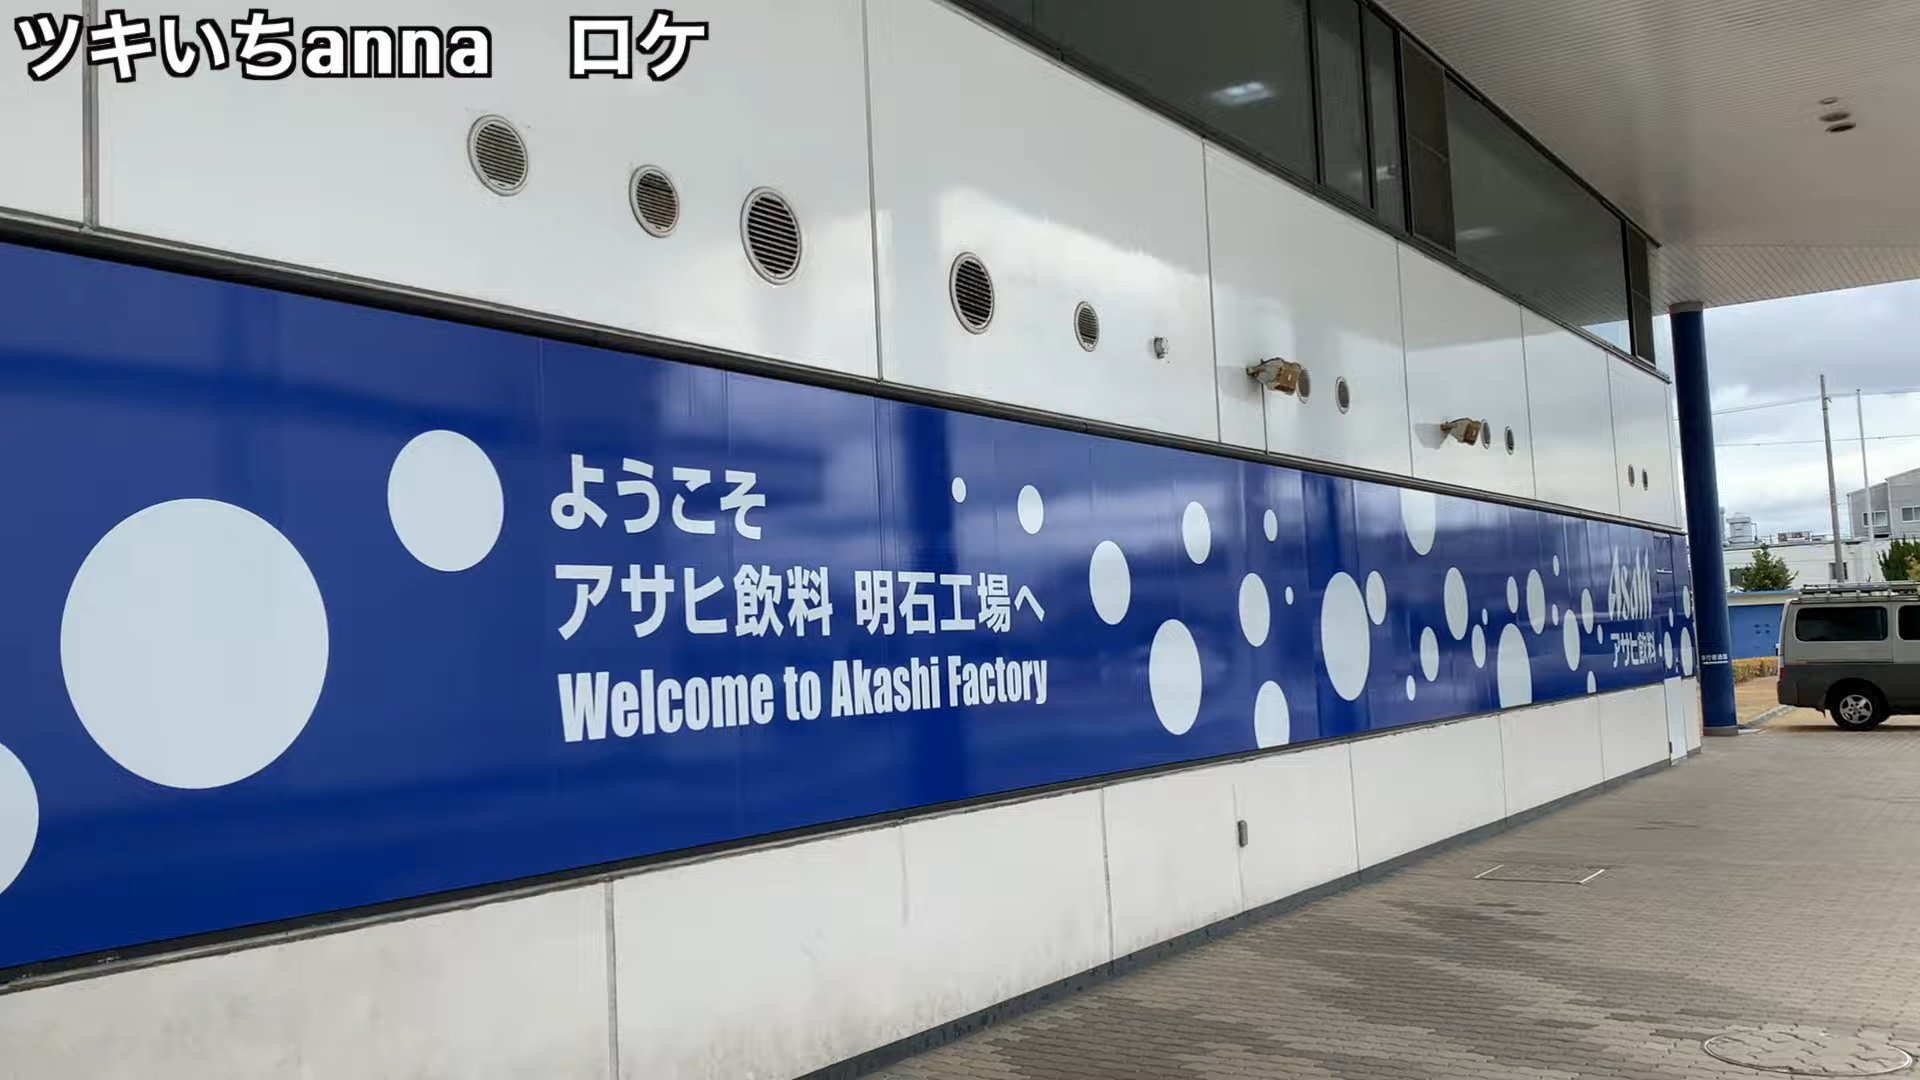 ツキいちanna　ロケ
ようこそ
アサヒ飲料 明石工場へ
Welcome to Akashi Factory
Asahi
アサヒ飲料